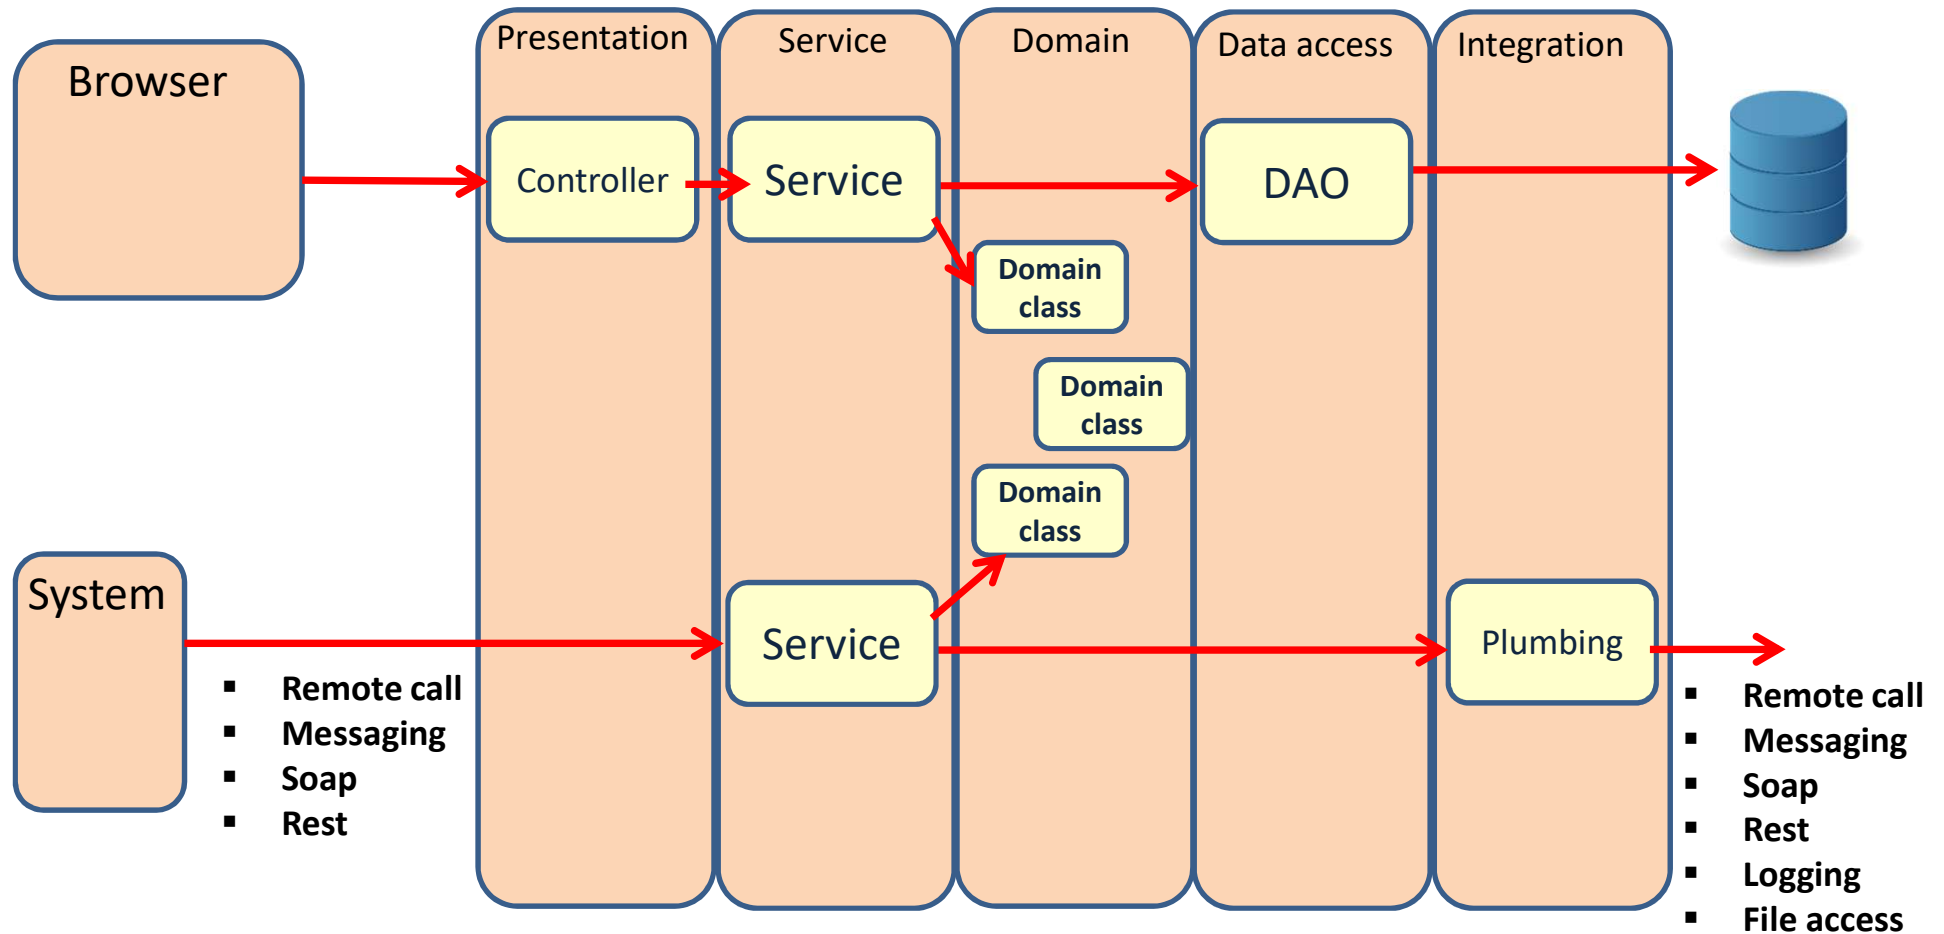 Browser
Presentation
Service
Domain
Data access
Integration
Controller
Service
DAO
Domain
class
Domain
class
Domain
class
System
Service
Plumbing
▪ Remote call
▪ Messaging
▪ Soap
▪ Rest
▪ Remote call
▪ Messaging
▪ Soap
▪ Rest
▪ Logging
▪ File access